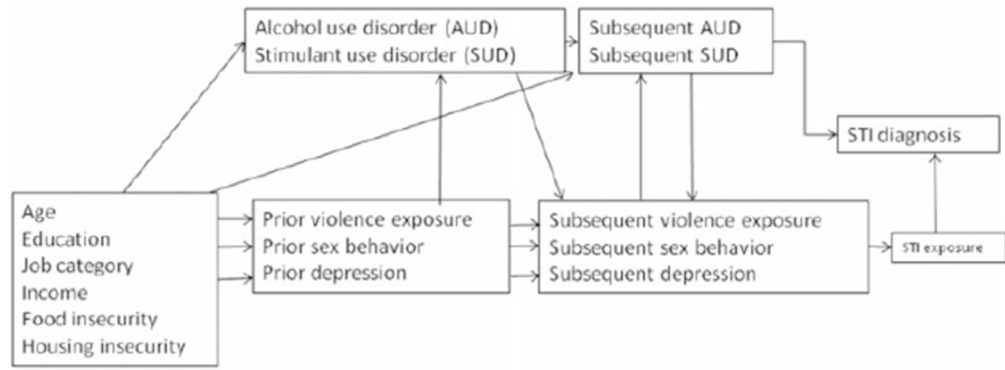 Alcohol use disorder (AUD)
Stimulant use disorder (SUD)
Subsequent AUD
Subsequent SUD
STI diagnosis
Age
Education
Job category
Income
Food insecurity
Housing insecurity
Prior violence exposure
Prior sex behavior
Prior depression
Subsequent violence exposure
Subsequent sex behavior
Subsequent depression
STI exposure